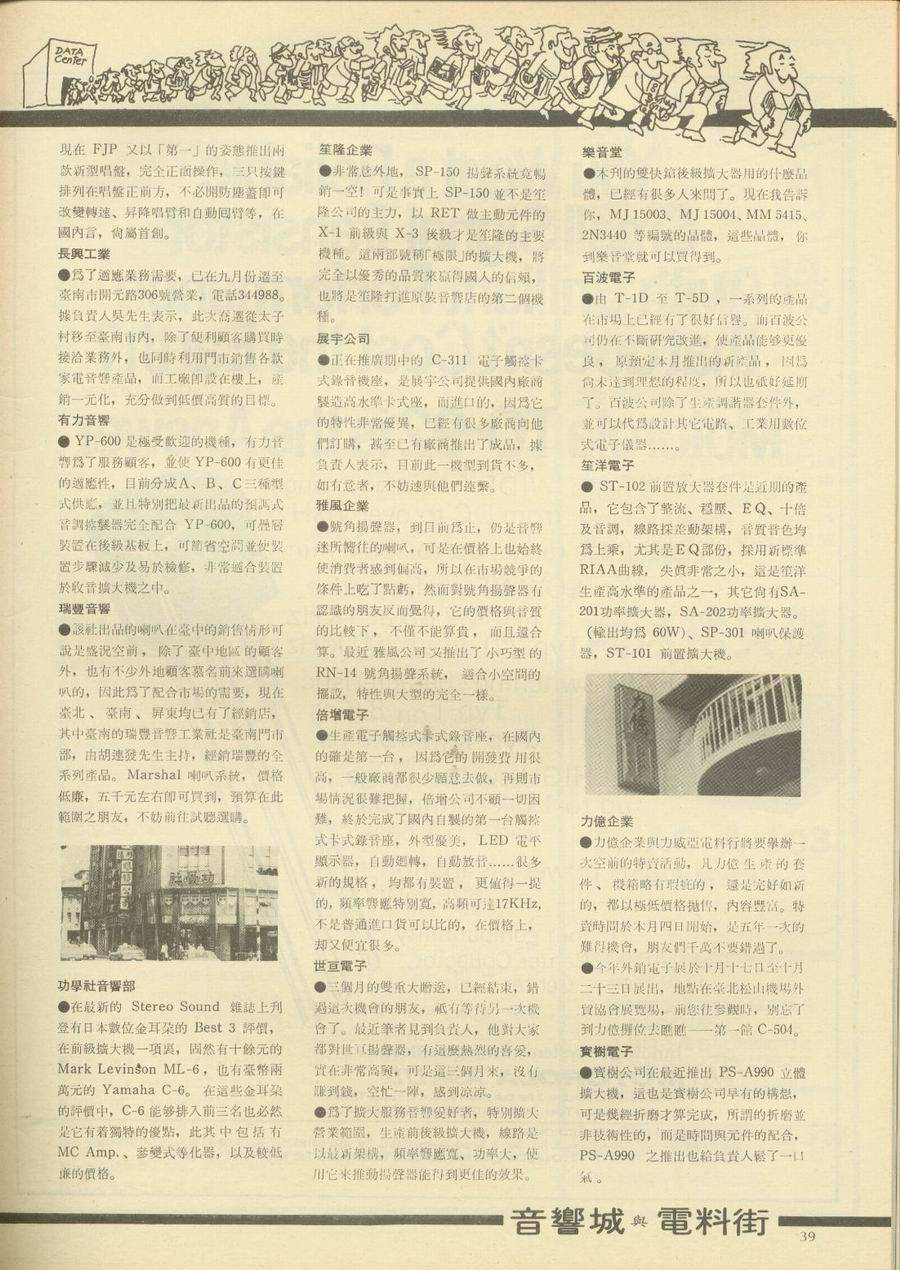 DATA
Center
現在 FJP 又以「第一」的姿態推出兩
款新型唱盤，完全正面操作，三只按鍵
排列在唱盤正前方，不必開防塵蓋即可
改變轉速、昇降唱臂和自動回臂等，在
國內言，尙屬首創。
長興工業
●爲了適應業務需要，已在九月份遷至
臺南市開元路306號營業，電話344988。
據負責人吳先生表示，此次喬遷從太子
村移至臺南市內，除了便利顧客購買時
接洽業務外，也同時利用門市銷售各款
家電音響產品，而工廠卽設在樓上，產
銷一元化，充分做到低價高質的目標。
有力音響
● YP-600 是極受歡迎的機種，有力音
響爲了服務顧客，並使 YP-600 有更佳
的適應性，目前分成A、B、C三種型
式供應，並且特別把最新出品的預馮式
音調擴展器完全配合 YP-600，可疊層
裝置在後級基板上，可節省空間並使裝
置步驟減少及易於檢修，非常適合裝置
於收音擴大機之中。
瑞豐音響
●該社出品的喇叭在臺中的銷售情形可
說是盛況空前，除了臺中地區的顧客
外，也有不少外地顧客慕名前來選購喇
叭的，因此爲了配合市場的需要，現在
臺北、臺南、屏東均已有了經銷店，
其中臺南的瑞豐音響工業社是臺南門市
部，由胡連發先生主持，經銷瑞豐的全
系列產品。 Marshal 喇叭系統，價格
低廉，五千元左右卽可買到，預算在此
範圍之朋友，不妨前往試聽選購。
功學社
功學社音響部
●在最新的 Stereo Sound 雜誌上刋
登有日本數位金耳朶的 Best 3 評價，
在前級擴大機一項裏，固然有十餘元的
Mark Levinson ML-6，也有臺幣兩
萬元的 Yamaha C-6。 在這些金耳朶
的評價中，C-6 能够排入前三名也必然
是它有着獨特的優點，此其中包括有
MC Amp.、參變式等化器，以及較低
廉的價格。
笙隆企業
●非常意外地， SP-150 揚聲系統竟暢
銷一空！可是事實上 SP-150 並不是笙
隆公司的主力，以 RET 做主動元件的
X-1 前級與 X-3 後級才是笙隆的主要
機種。這兩部號稱「極限」的擴大機，將
完全以優秀的品質來贏得國人的信賴，
也將是笙隆打進原裝音響店的第二個機
種。
展宇公司
●正在推廣期中的 C-311 電子觸控卡
式錄音機座，是展宇公司提供國內廠商
製造高水準卡式座，而進口的，因爲它
的特性非常優異，已經有很多廠商向他
們訂購，甚至已有廠商推出了成品，據
負責人表示，目前此一機型到貨不多，
如有意者，不妨速與他們連繫。
雅風企業
●號角揚聲器，到目前爲止，仍是音響
迷所嚮往的喇叭，可是在價格上也始終
使消費者感到偏高，所以在市場競爭的
條件上吃了點虧，然而對號角揚聲器有
認識的朋友反而覺得，它的價格與音質
的比較下，不僅不能算貴，而且還合
算。最近雅風公司又推出了小巧型的
RN-14 號角揚聲系統， 適合小空間的
擺設，特性與大型的完全一樣。
倍增電子
●生產電子觸控式卡式錄音座，在國內
的確是第一台，因爲它的開發費用很
高，一般廠商都很少願意去做，再則市
場情況很難把握，倍增公司不顧一切困
難，終於完成了國內自製的第一台觸控
式卡式錄音座，外型優美， LED 電平
顯示器，自動迴轉，自動放音……很多
新的規格，均都有裝置，更値得一提
的，頻率響應特別寬，高頻可達17KHz，
不是普通進口貨可以比的，在價格上，
却又便宜很多。
世亘電子
●三個月的雙重大贈送，已經結束，錯
過這次機會的朋友，祇有等待另一次機
會了。最近筆者見到負責人，他對大家
都對世亘揚聲器，有這麼熱烈的喜愛，
實在非常高興，可是這三個月來，沒有
賺到錢，空忙一陣，感到凉凉。
●爲了擴大服務音響愛好者，特別擴大
營業範圍，生產前後級擴大機，線路是
以最新架構，頻率響應寬、功率大，使
用它來推動揚聲器能得到更佳的效果。
樂音堂
●本刋的雙快錧後級擴大器用的什麼晶
體，已經有很多人來問了。現在我告訴
你，MJ 15003、MJ 15004、MM 5415、
2N3440 等編號的晶體，這些晶體，你
到樂音堂就可以買得到。
百波電子
●由 T-1D 至 T-5D ，一系列的產品
在市場上已經有了很好信譽。而百波公
司仍在不斷硏究改進，使產品能够更優
良，原預定本月推出的新產品，因爲
尙未達到理想的程度，所以也祇好延期
了。百波公司除了生產調諧器套件外，
並可以代爲設計其它電路、工業用數位
式電子儀器……。
笙洋電子
● ST-102 前置放大器套件是近期的產
品，它包含了整流、穩壓、EQ、十倍
及音調，線路採差動架構，音質音色均
爲上乘，尤其是EQ部份，採用新標準
RIAA曲線， 失眞非常之小，這是笙洋
生產高水準的產品之一，其它尙有SA-
201功率擴大器，SA-202功率擴大器。
(輸出均爲 60W)、SP-301 喇叭保護
器，ST-101 前置擴大機。
力億
力億企業
●力億企業與力威亞電料行將要舉辦一
次空前的特賣活動，凡力億生產的套
件、機箱略有瑕疵的，還是完好如新
的，都以極低價格抛售，內容豐富。特
賣時間於本月四日開始，是五年一次的
難得機會，朋友們千萬不要錯過了。
●今年外銷電子展於十月十七日至十月
二十三日展出，地點在臺北松山機場外
貿協會展覽場，前您往參觀時，別忘了
到力億攤位去瞧瞧──第一館 C-504。
寶樹電子
●寶樹公司在最近推出 PS-A990 立體
擴大機，這也是寶樹公司早有的構想，
可是幾經折磨才算完成，所謂的折磨並
非技術性的，而是時間與元件的配合，
PS-A990 之推出也給負責人鬆了一口
氣。
音響城與電料街
39